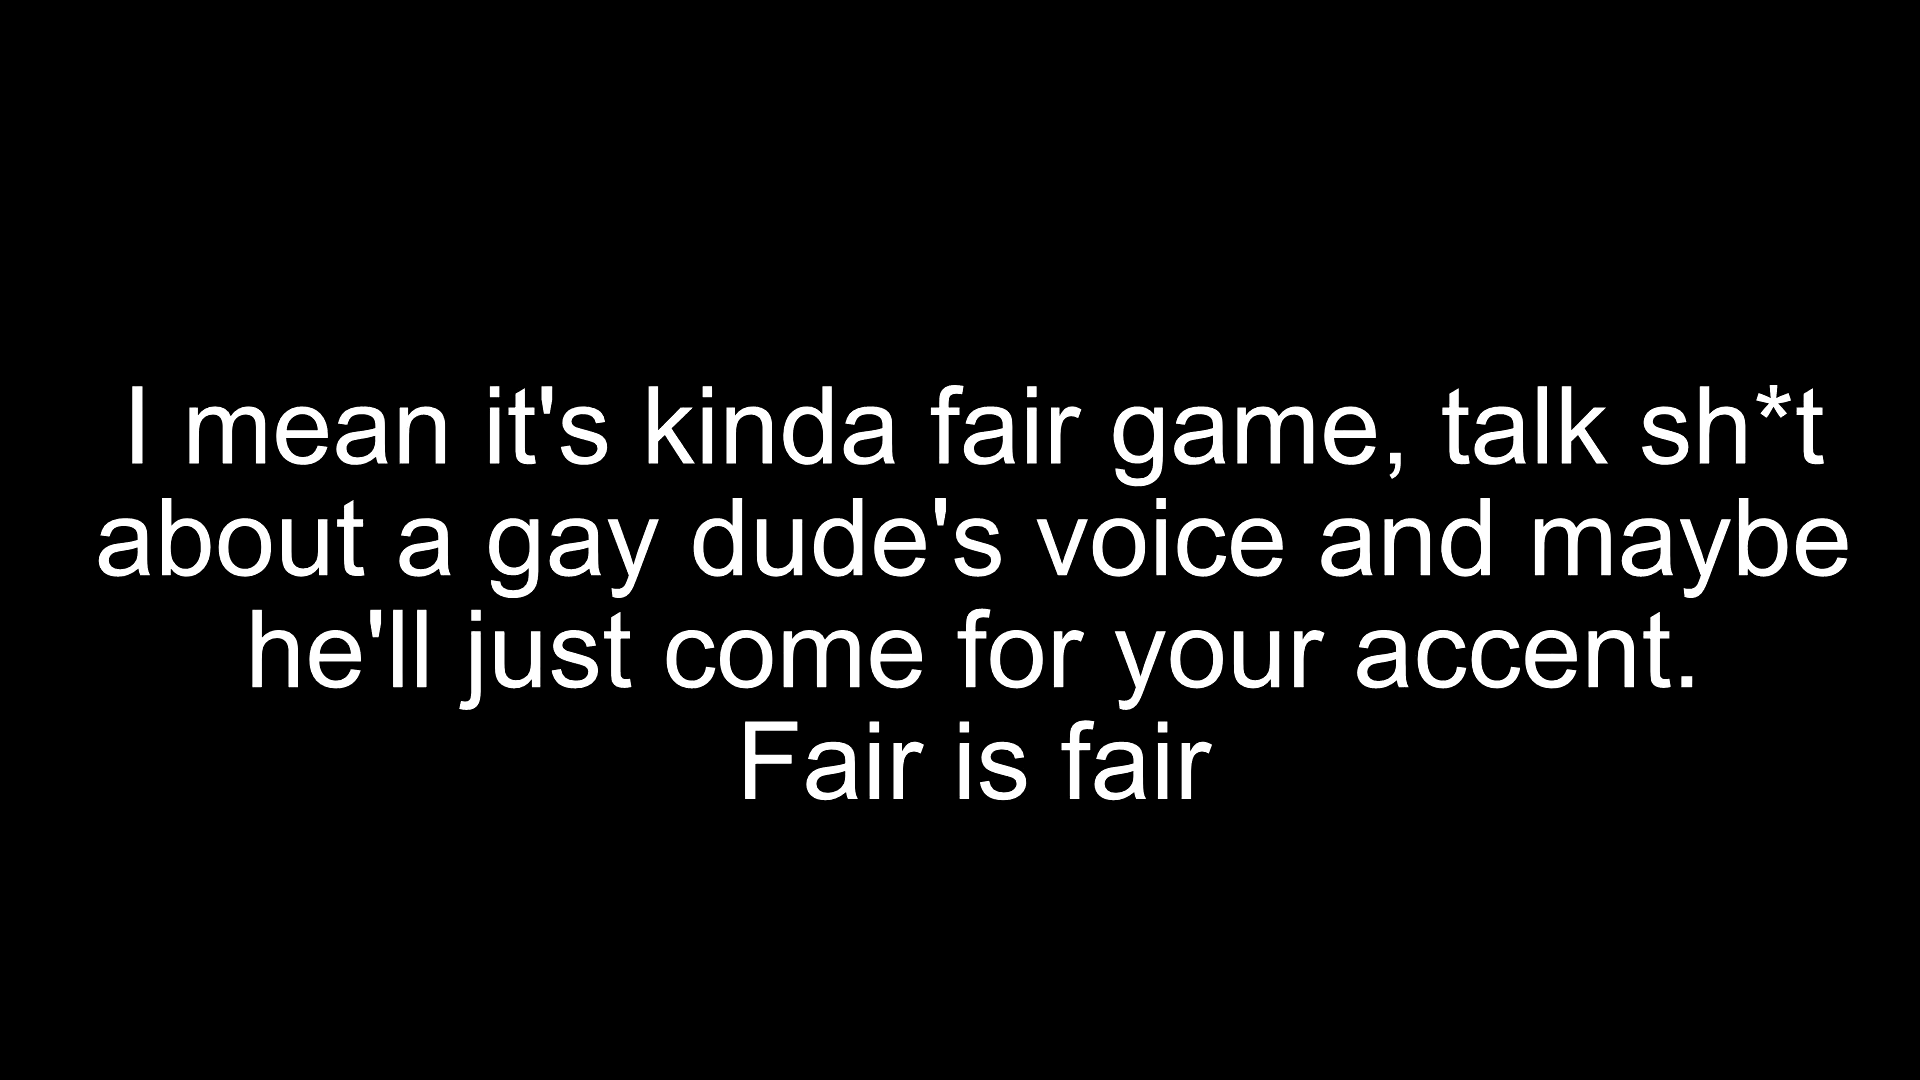 I mean it's kinda fair game, talk sh*t
about a gay dude's voice and maybe
he'll just come for your accent.
Fair is fair